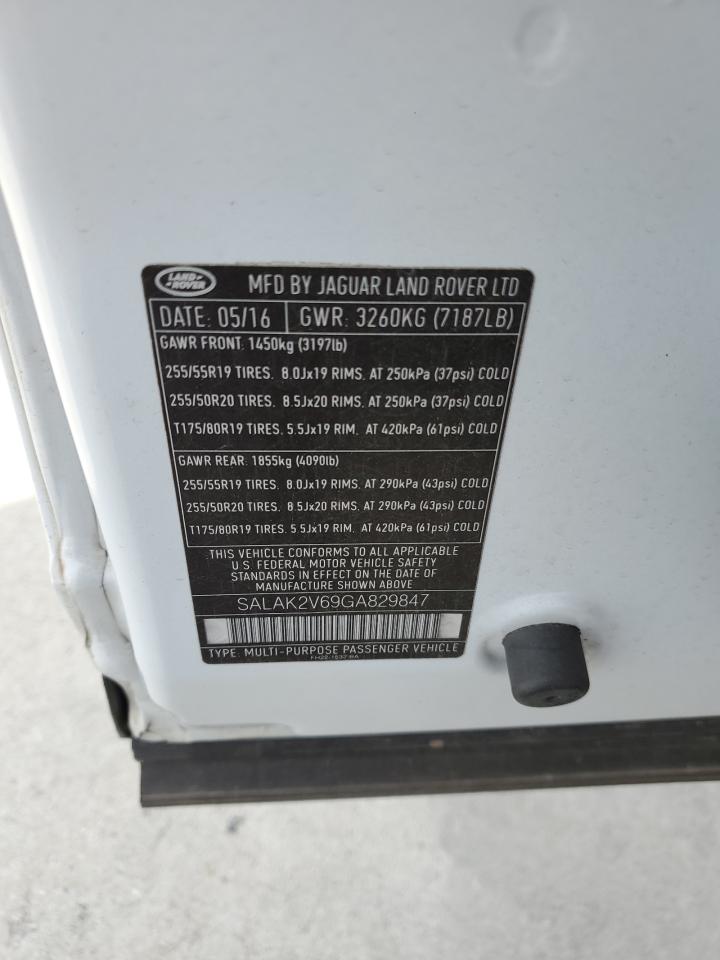 LAND ROVER
MFD BY JAGUAR LAND ROVER LTD
DATE: 05/16 GWR: 3260KG (7187LB)
GAWR FRONT: 1450kg (3197lb)
255/55R19 TIRES. 8.0Jx19 RIMS. AT 250kPa (37psi) COLD
255/50R20 TIRES. 8.5Jx20 RIMS. AT 250kPa (37psi) COLD
T175/80R19 TIRES. 5.5Jx19 RIM. AT 420kPa (61psi) COLD
GAWR REAR: 1855kg (4090lb)
255/55R19 TIRES. 8.0Jx19 RIMS. AT 290kPa (43psi) COLD
255/50R20 TIRES. 8.5Jx20 RIMS. AT 290kPa (43psi) COLD
T175/80R19 TIRES. 5.5Jx19 RIM. AT 420kPa (61psi) COLD
THIS VEHICLE CONFORMS TO ALL APPLICABLE
U.S. FEDERAL MOTOR VEHICLE SAFETY
STANDARDS IN EFFECT ON THE DATE OF
MANUFACTURE SHOWN ABOVE
SALAK2V69GA829847
TYPE: MULTI-PURPOSE PASSENGER VEHICLE